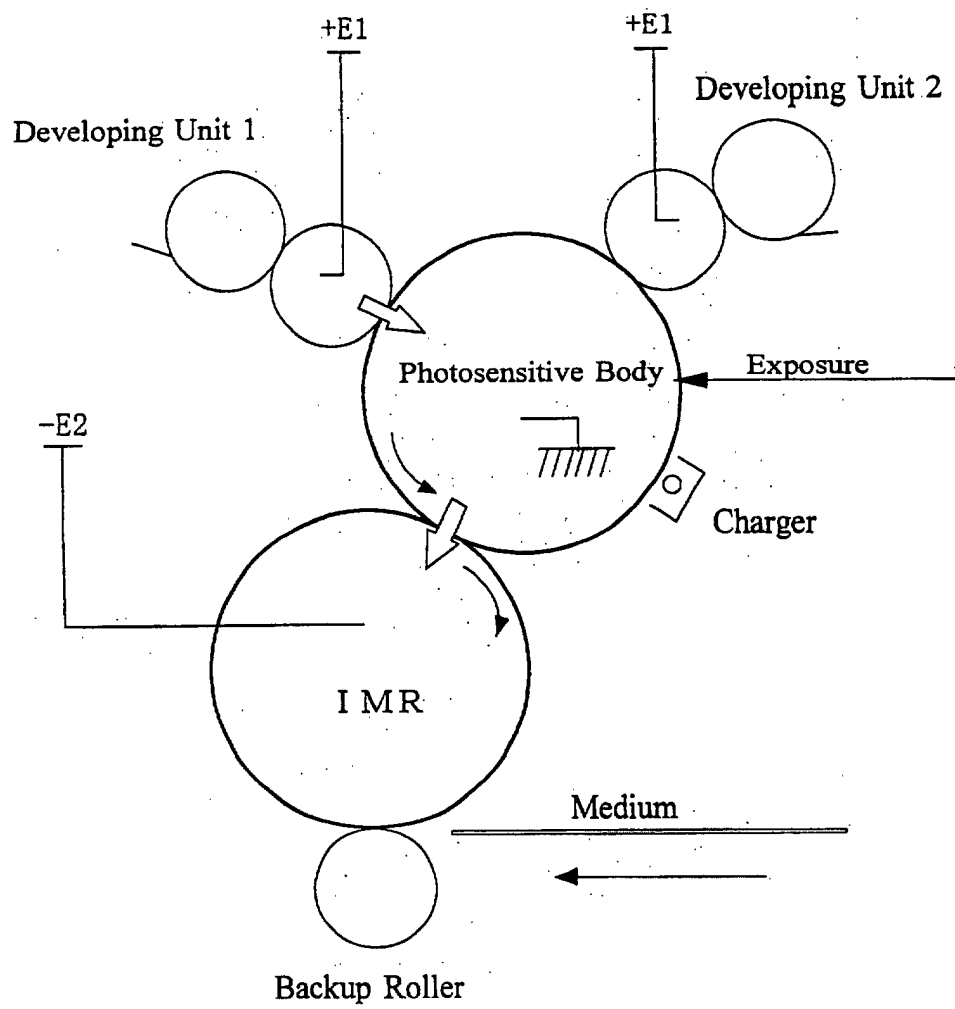 +E1
+E1
Developing Unit 2
Developing Unit 1
Photosensitive Body
Exposure
-E2
Charger
IMR
Medium
Backup Roller